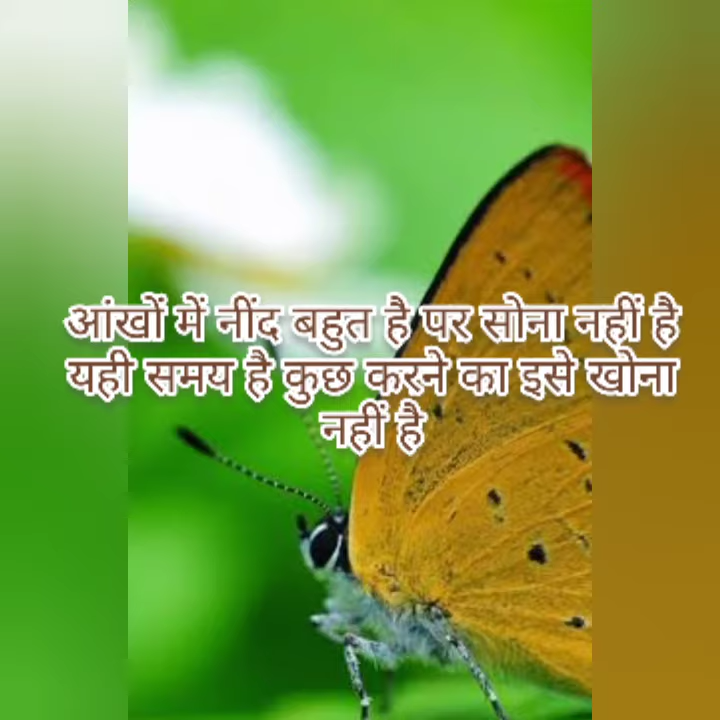 आंखों में नींद बहुत है पर सोना नहीं है
यही समय है कुछ करने का इसे खोना
नहीं है